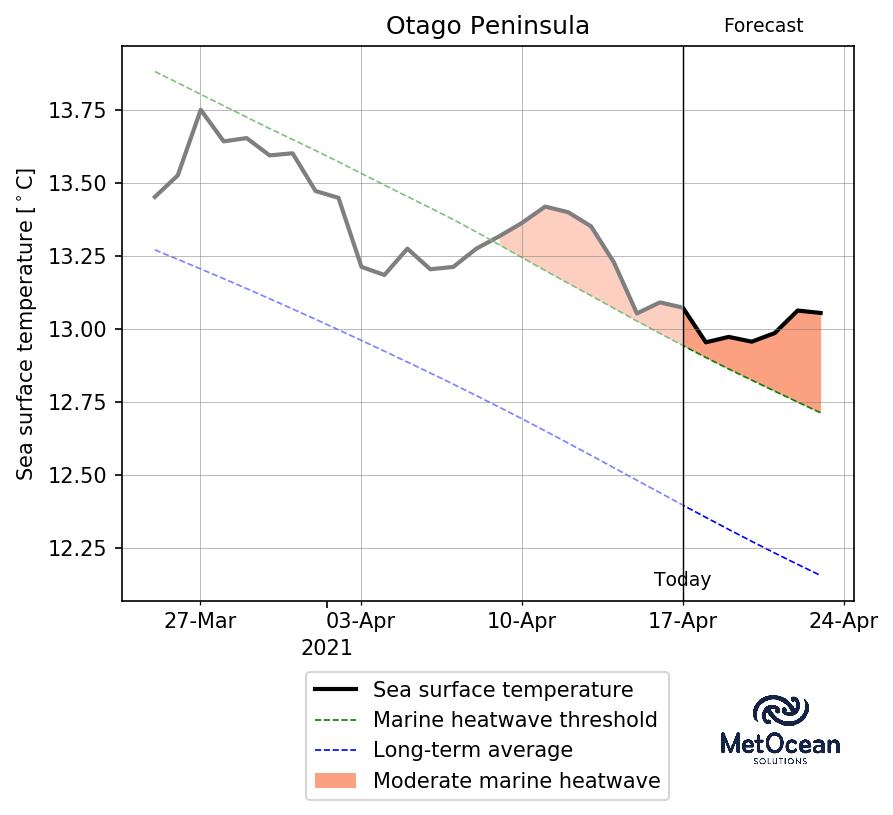 Otago Peninsula
Forecast
Sea surface temperature [°C]
13.75
13.50
13.25
13.00
12.75
12.50
12.25
Today
27-Mar
03-Apr
10-Apr
17-Apr
24-Apr
2021
Sea surface temperature
Marine heatwave threshold
Long-term average
Moderate marine heatwave
MetOcean
SOLUTIONS